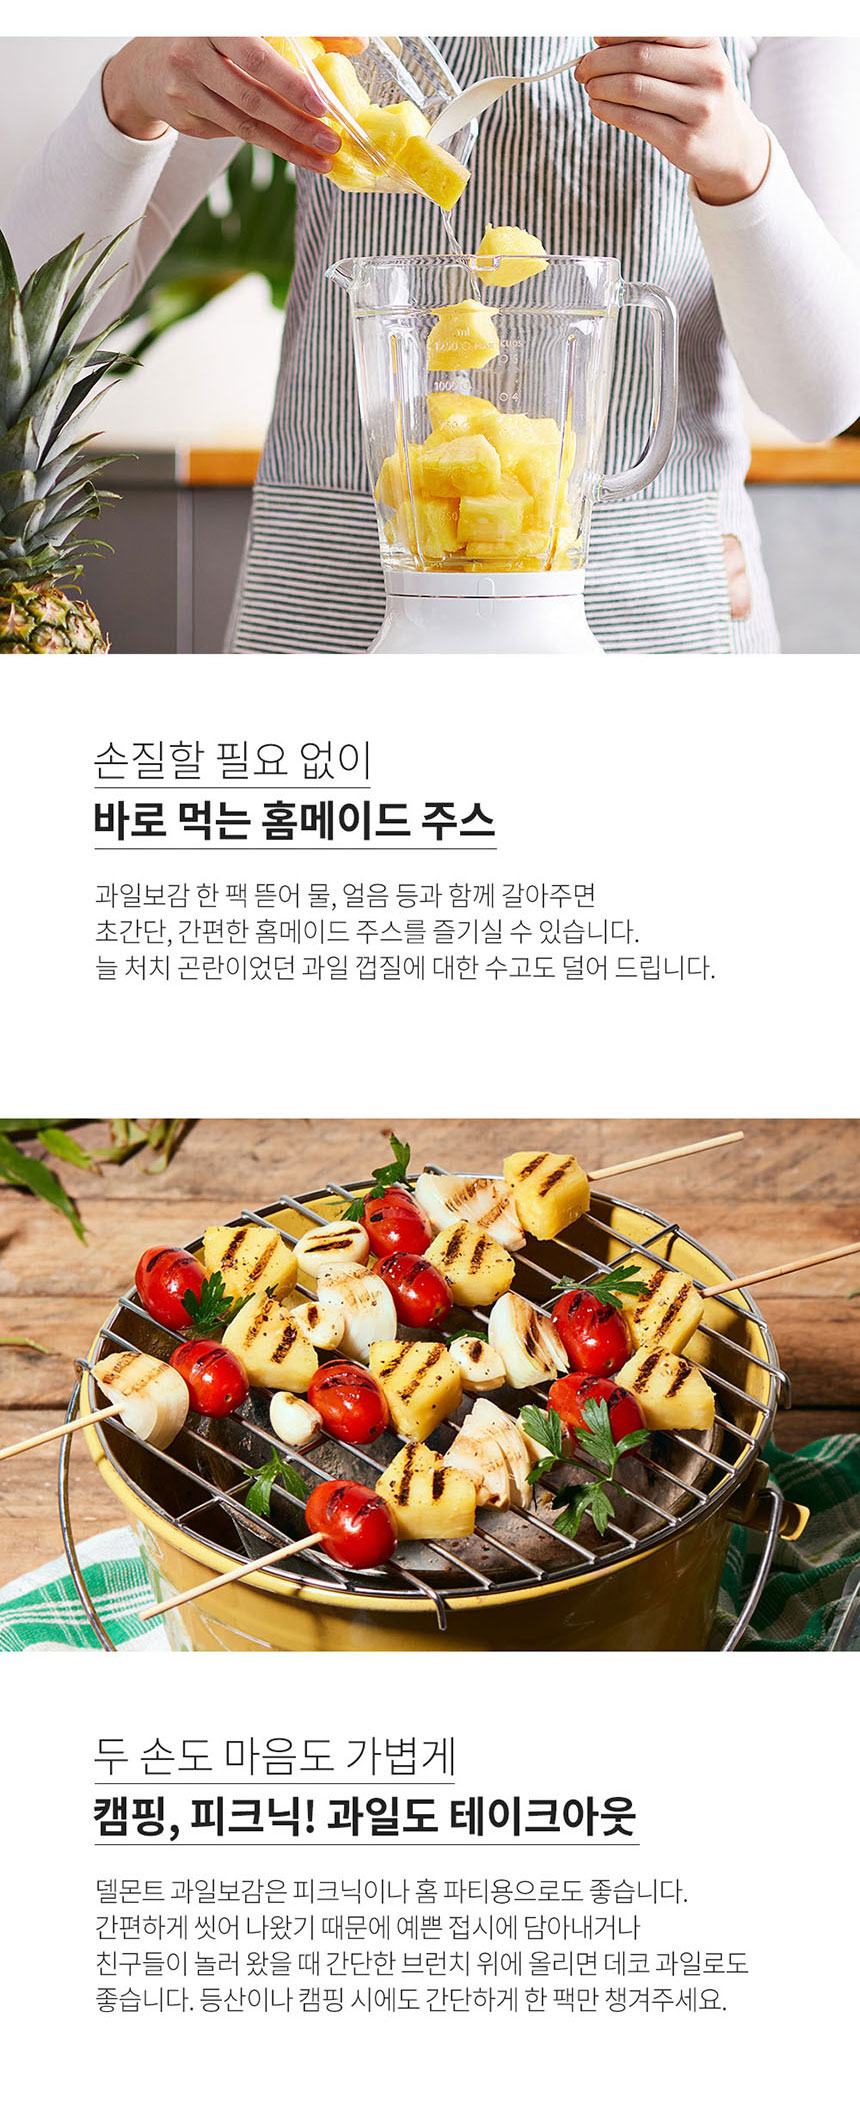 손질할 필요 없이
바로 먹는 홈메이드 주스
과일보감 한 팩 뜯어 물, 얼음 등과 함께 갈아주면
초간단, 간편한 홈메이드 주스를 즐기실 수 있습니다.
늘 처치 곤란이었던 과일 껍질에 대한 수고도 덜어 드립니다.
두 손도 마음도 가볍게
캠핑, 피크닉! 과일도 테이크아웃
델몬트 과일보감은 피크닉이나 홈 파티용으로도 좋습니다.
간편하게 씻어 나왔기 때문에 예쁜 접시에 담아내거나
친구들이 놀러 왔을 때 간단한 브런치 위에 올리면 데코 과일로도
좋습니다. 등산이나 캠핑 시에도 간단하게 한 팩만 챙겨주세요.